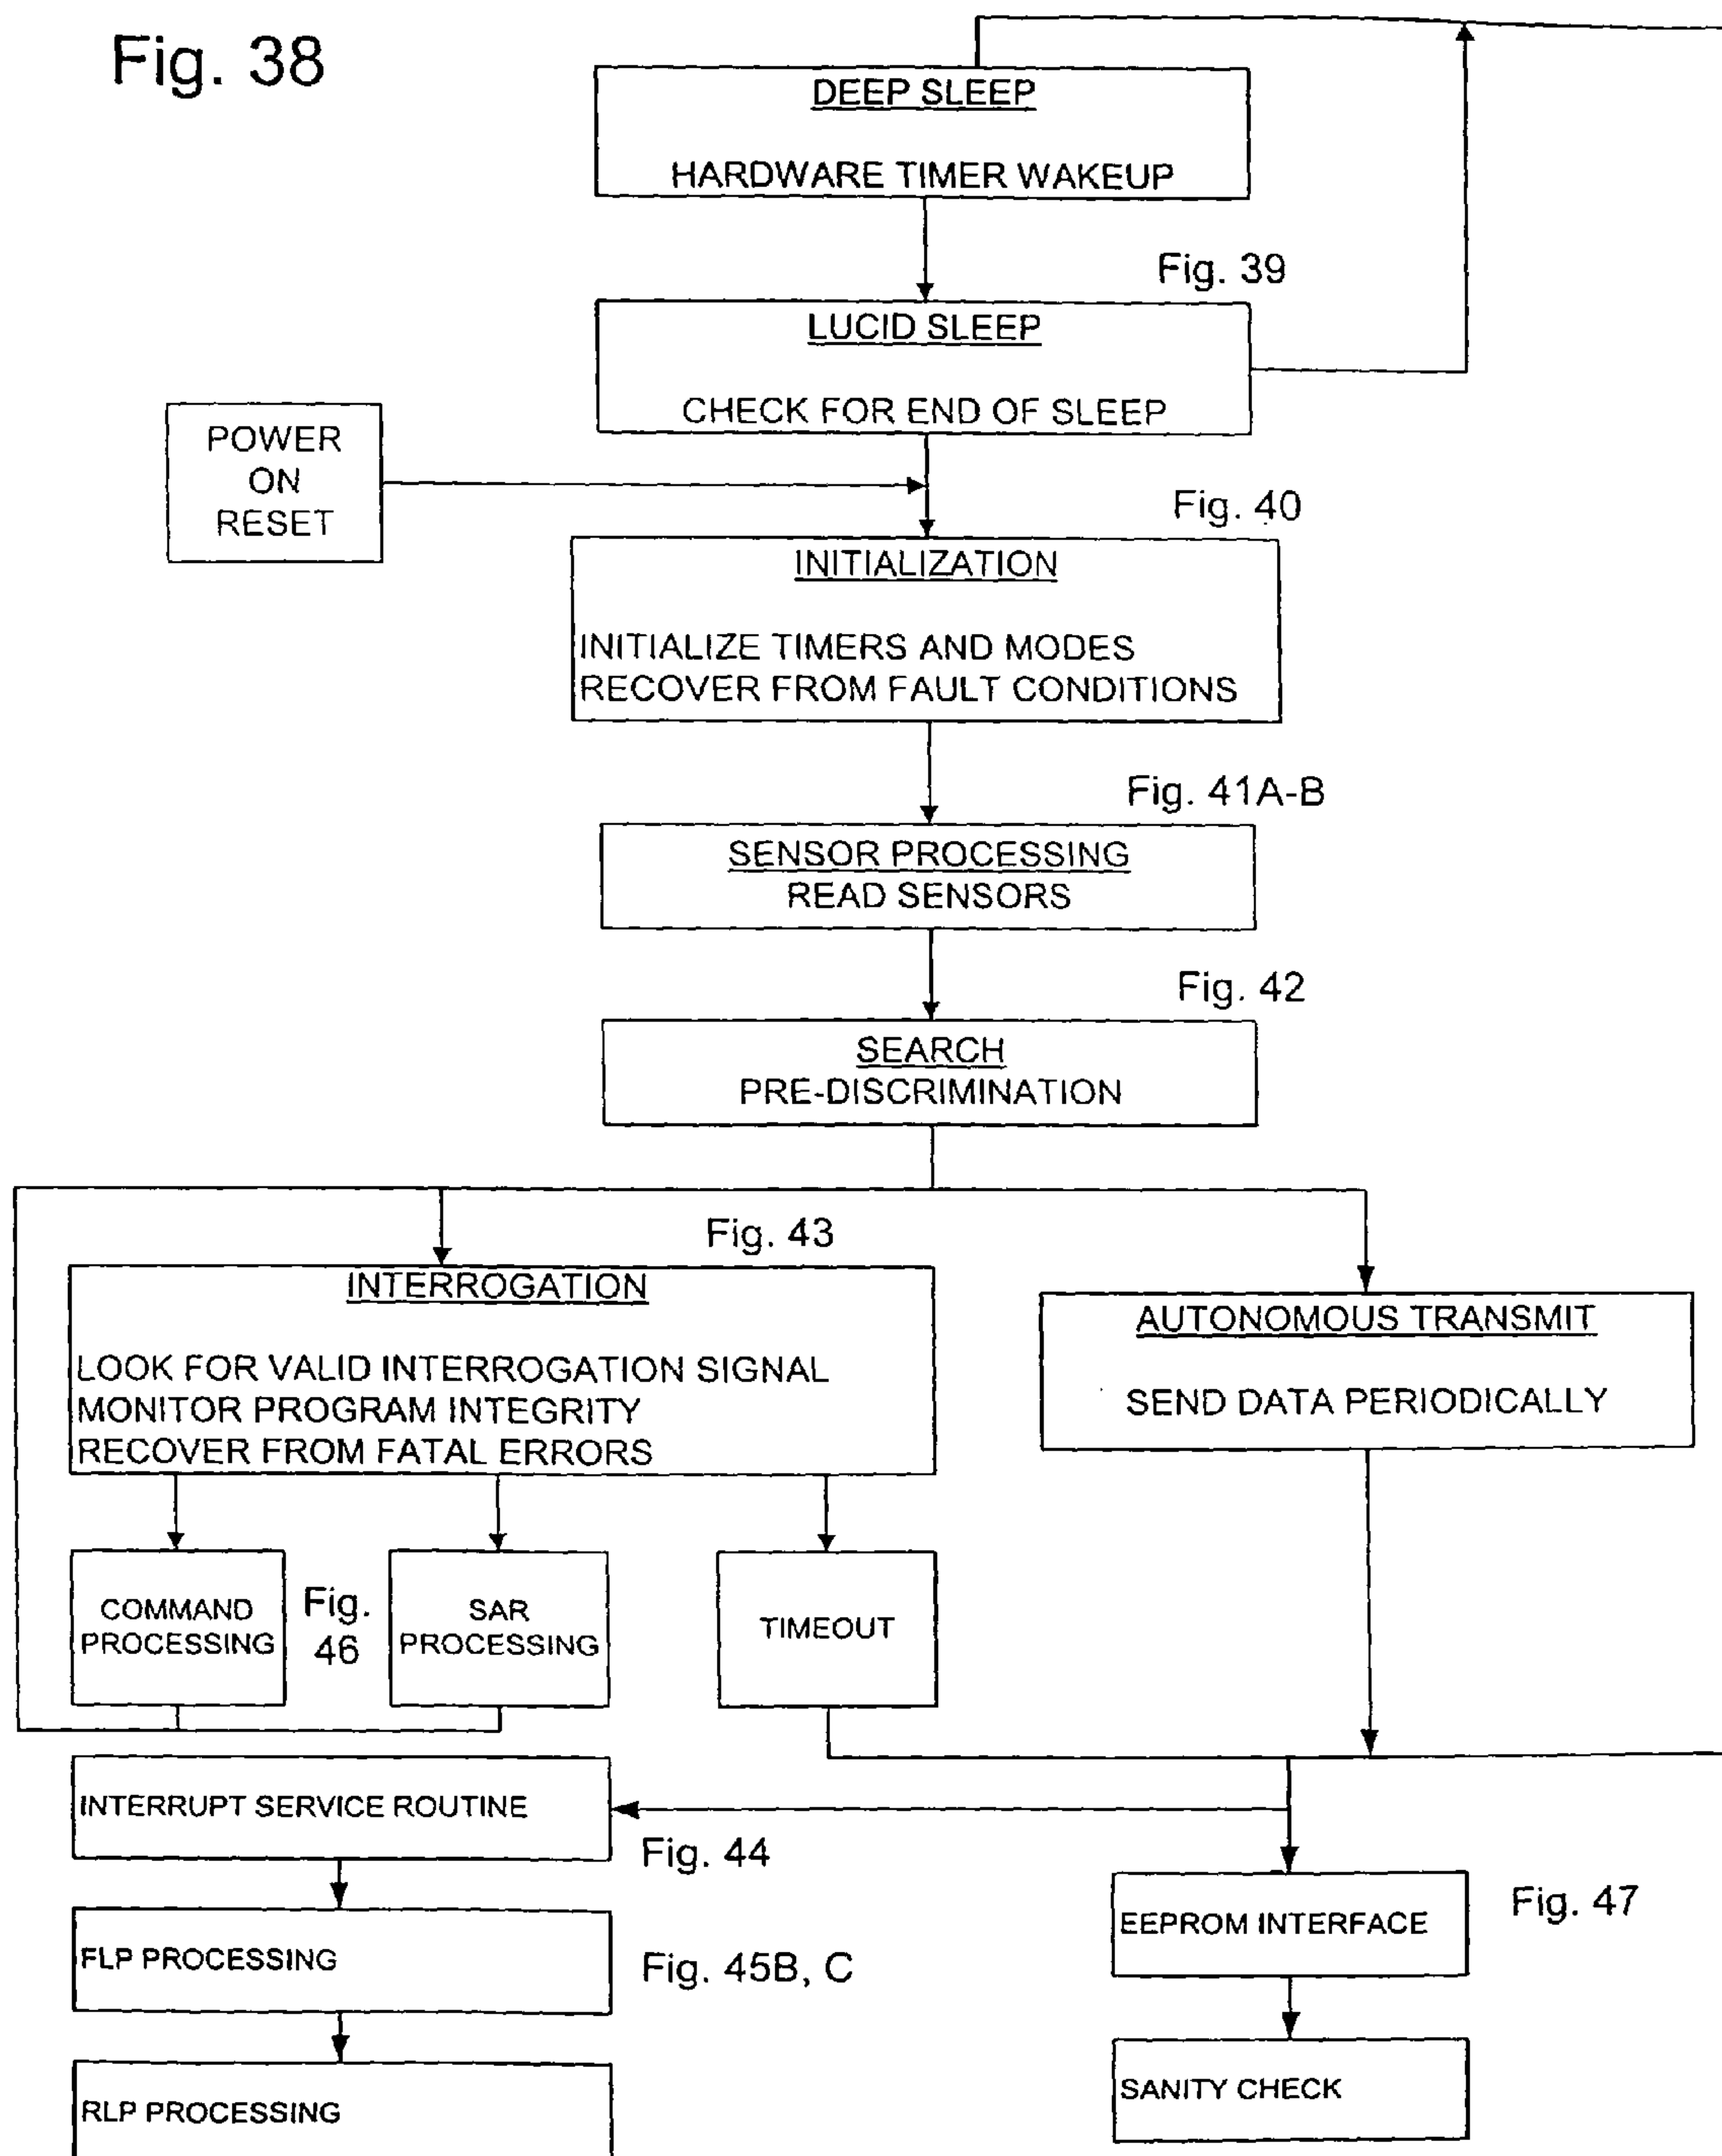 Fig. 38
DEEP SLEEP
HARDWARE TIMER WAKEUP
Fig. 39
LUCID SLEEP
CHECK FOR END OF SLEEP
POWER
ON
RESET
Fig. 40
INITIALIZATION
INITIALIZE TIMERS AND MODES
RECOVER FROM FAULT CONDITIONS
Fig. 41A-B
SENSOR PROCESSING
READ SENSORS
Fig. 42
SEARCH
PRE-DISCRIMINATION
Fig. 43
INTERROGATION
LOOK FOR VALID INTERROGATION SIGNAL
MONITOR PROGRAM INTEGRITY
RECOVER FROM FATAL ERRORS
AUTONOMOUS TRANSMIT
SEND DATA PERIODICALLY
COMMAND
PROCESSING
Fig.
46
SAR
PROCESSING
TIMEOUT
INTERRUPT SERVICE ROUTINE
Fig. 44
EEPROM INTERFACE
Fig. 47
FLP PROCESSING
Fig. 45B, C
SANITY CHECK
RLP PROCESSING